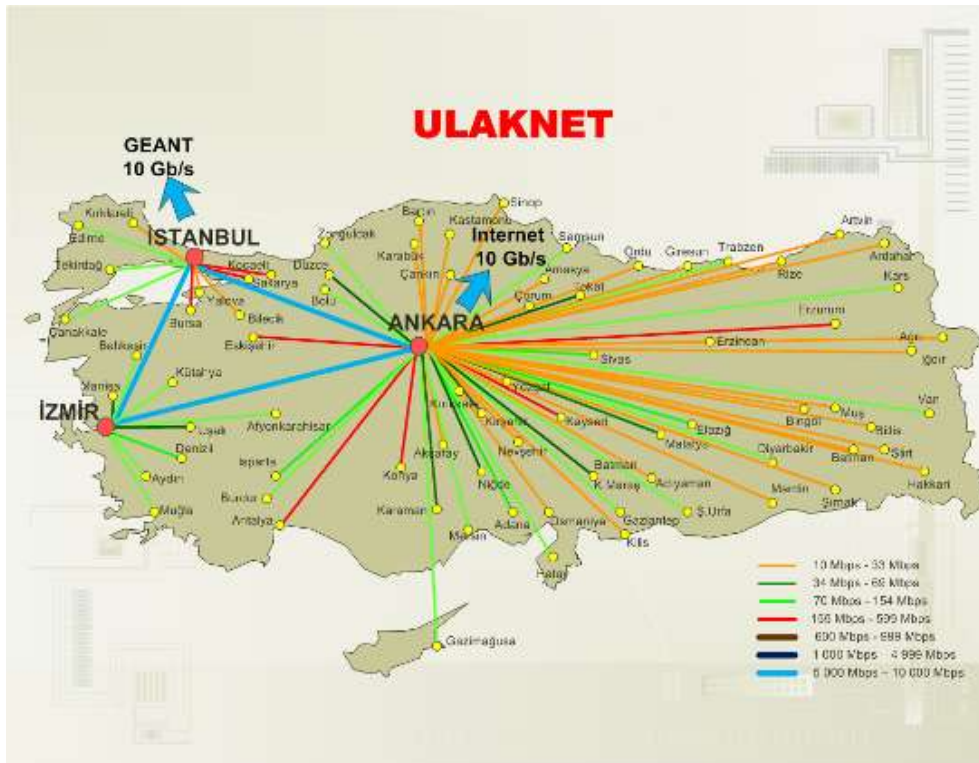 ULAKNET
GEANT
10 Gb/s
Internet
10 Gb/s
Kırklareli
Edirne
İSTANBUL
Tekirdağ
Kocaeli
Sakarya
Yalova
Bursa
Bilecik
Çanakkale
Balıkesir
Eskişehir
Zonguldak
Bartın
Kastamonu
Sinop
Karabük
Düzce
Bolu
Çankırı
Samsun
Amasya
Çorum
Tokat
Ordu
Giresun
Trabzon
Rize
Artvin
Ardahan
Kars
ANKARA
Erzurum
Erzincan
Ağrı
Iğdır
Sivas
Yozgat
Kırıkkale
Kırşehir
Kayseri
Nevşehir
Manisa
Kütahya
İZMİR
Uşak
Afyonkarahisar
Denizli
Isparta
Aydın
Burdur
Muğla
Antalya
Konya
Aksaray
Niğde
Karaman
Mersin
Adana
Osmaniya
Hatay
Gaziantep
Kilis
Batman
K.Maraş
Adıyaman
Ş.Urfa
Malatya
Elazığ
Diyarbakır
Mardin
Bingöl
Muş
Bitlis
Batman
Siirt
Şırnak
Hakkari
Van
Gazimağusa
10 Mbps - 33 Mbps
34 Mbps - 69 Mbps
70 Mbps - 154 Mbps
155 Mbps - 599 Mbps
600 Mbps - 999 Mbps
1 000 Mbps - 4 999 Mbps
5 000 Mbps - 10 000 Mbps